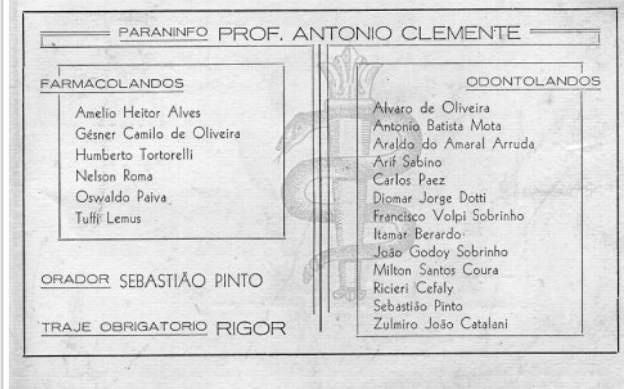 PARANINFO PROF. ANTONIO CLEMENTE
FARMACOLANDOS
Amelio Heitor Alves
Gésner Camilo de Oliveira
Humberto Tortorelli
Nelson Roma
Oswaldo Paiva
Tuffi Lemus
ORADOR SEBASTIÃO PINTO
TRAJE OBRIGATORIO RIGOR
ODONTOLANDOS
Alvaro de Oliveira
Antonio Batista Mota
Araldo do Amaral Arruda
Arif Sabino
Carlos Paez
Diomar Jorge Dotti
Francisco Volpi Sobrinho
Itamar Berardo
João Godoy Sobrinho
Milton Santos Coura
Ricieri Cefaly
Sebastião Pinto
Zulmiro João Catalani